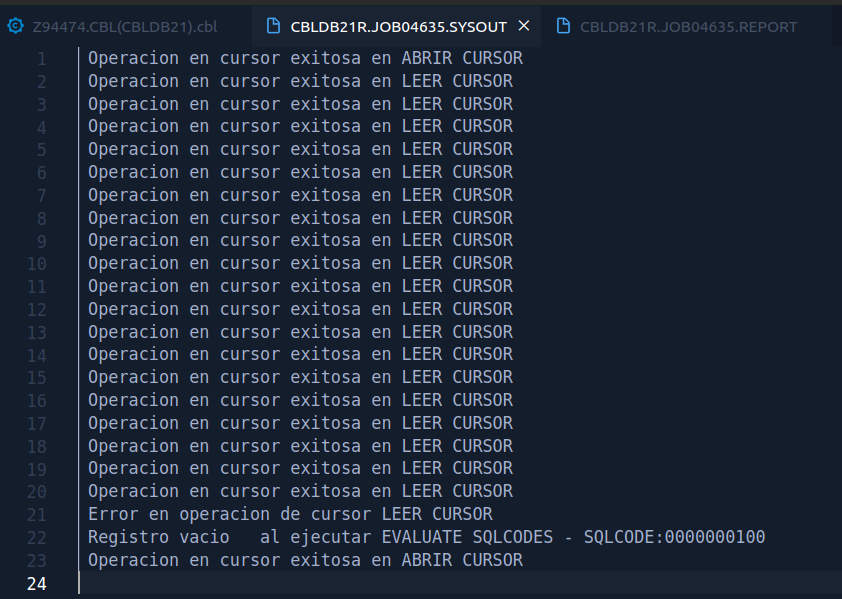 Z94474.CBL(CBLDB21).cbl CBLDB21R.JOB04635.SYSOUT × CBLDB21R.JOB04635.REPORT
1 Operacion en cursor exitosa en ABRIR CURSOR
2 Operacion en cursor exitosa en LEER CURSOR
3 Operacion en cursor exitosa en LEER CURSOR
4 Operacion en cursor exitosa en LEER CURSOR
5 Operacion en cursor exitosa en LEER CURSOR
6 Operacion en cursor exitosa en LEER CURSOR
7 Operacion en cursor exitosa en LEER CURSOR
8 Operacion en cursor exitosa en LEER CURSOR
9 Operacion en cursor exitosa en LEER CURSOR
10 Operacion en cursor exitosa en LEER CURSOR
11 Operacion en cursor exitosa en LEER CURSOR
12 Operacion en cursor exitosa en LEER CURSOR
13 Operacion en cursor exitosa en LEER CURSOR
14 Operacion en cursor exitosa en LEER CURSOR
15 Operacion en cursor exitosa en LEER CURSOR
16 Operacion en cursor exitosa en LEER CURSOR
17 Operacion en cursor exitosa en LEER CURSOR
18 Operacion en cursor exitosa en LEER CURSOR
19 Operacion en cursor exitosa en LEER CURSOR
20 Operacion en cursor exitosa en LEER CURSOR
21 Error en operacion de cursor LEER CURSOR
22 Registro vacio   al ejecutar EVALUATE SQLCODES - SQLCODE:0000000100
23 Operacion en cursor exitosa en ABRIR CURSOR
24